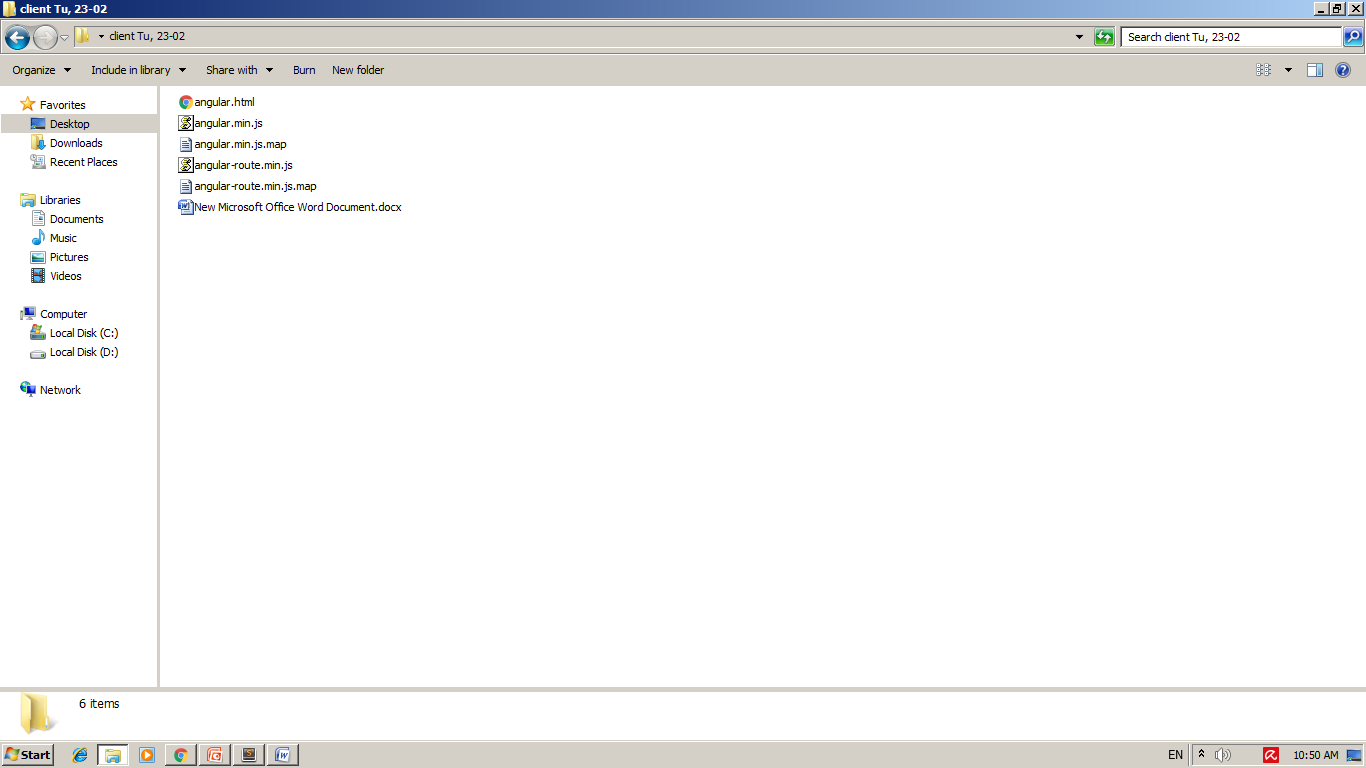 client Tu, 23-02
client Tu, 23-02
Search client Tu, 23-02
Organize Include in library Share with Burn New folder
Favorites
Desktop
Downloads
Recent Places
Libraries
Documents
Music
Pictures
Videos
Computer
Local Disk (C:)
Local Disk (D:)
Network
angular.html
angular.min.js
angular.min.js.map
angular-route.min.js
angular-route.min.js.map
New Microsoft Office Word Document.docx
6 items
Start
EN
10:50 AM